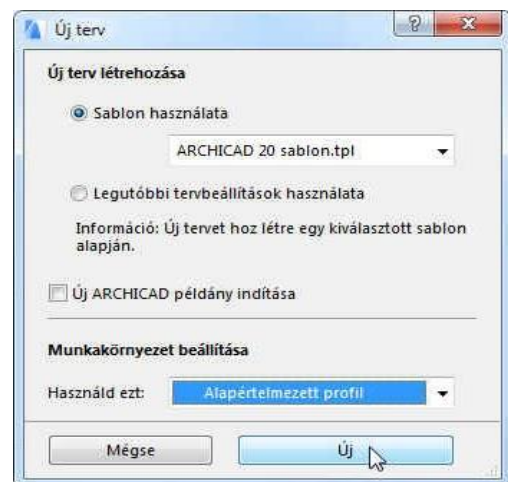 Új terv
Új terv létrehozása
Sablon használata
ARCHICAD 20 sablon.tpl
Legutóbbi tervbeállítások használata
Információ: Új tervet hoz létre egy kiválasztott sablon
alapján.
Új ARCHICAD példány indítása
Munkakörnyezet beállítása
Használd ezt:
Alapértelmezett profil
Mégse
Új